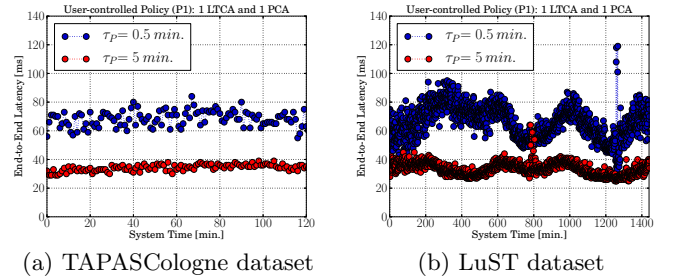 User-controlled Policy (P1): 1 LTCA and 1 PCA
140
120
100
80
60
40
20
0
End-to-End Latency [ms]
τP = 0.5 min.
τP = 5 min.
0 20 40 60 80 100 120
System Time [min.]
(a) TAPASCologne dataset
User-controlled Policy (P1): 1 LTCA and 1 PCA
140
120
100
80
60
40
20
0
End-to-End Latency [ms]
τP = 0.5 min.
τP = 5 min.
0 200 400 600 800 1000 1200 1400
System Time [min.]
(b) LuST dataset